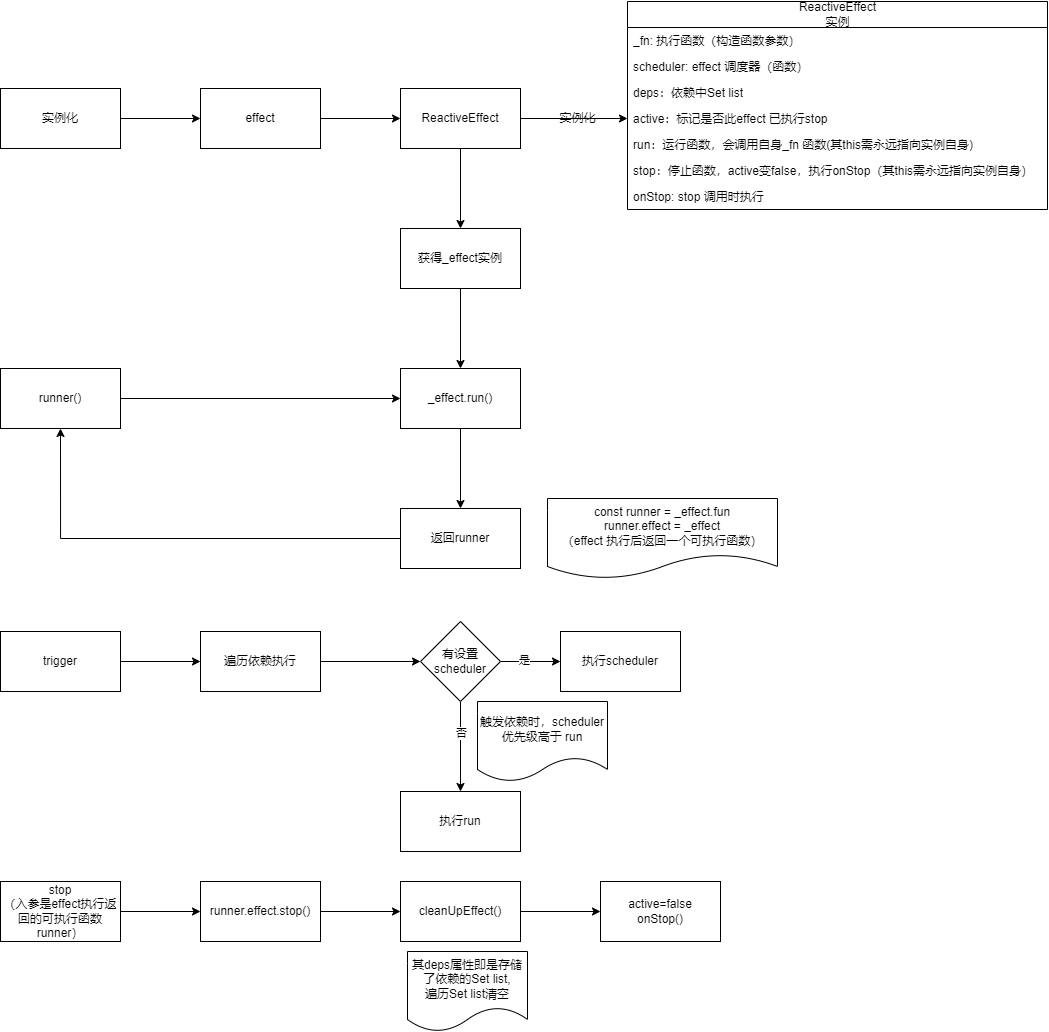 ReactiveEffect
实例
_fn: 执行函数（构造函数参数）
scheduler: effect 调度器（函数）
deps：依赖中Set list
active：标记是否此effect 已执行stop
run：运行函数，会调用自身_fn 函数(其this需永远指向实例自身）
stop：停止函数，active变false，执行onStop（其this需永远指向实例自身）
onStop: stop 调用时执行
实例化
effect
ReactiveEffect
实例化
获得_effect实例
runner()
_effect.run()
返回runner
const runner = _effect.fun
runner.effect = _effect
（effect 执行后返回一个可执行函数）
trigger
遍历依赖执行
有设置
scheduler
是
执行scheduler
否
触发依赖时，scheduler
优先级高于 run
执行run
stop
（入参是effect执行返
回的可执行函数
runner）
runner.effect.stop()
cleanUpEffect()
active=false
onStop()
其deps属性即是存储
了依赖的Set list,
遍历Set list清空